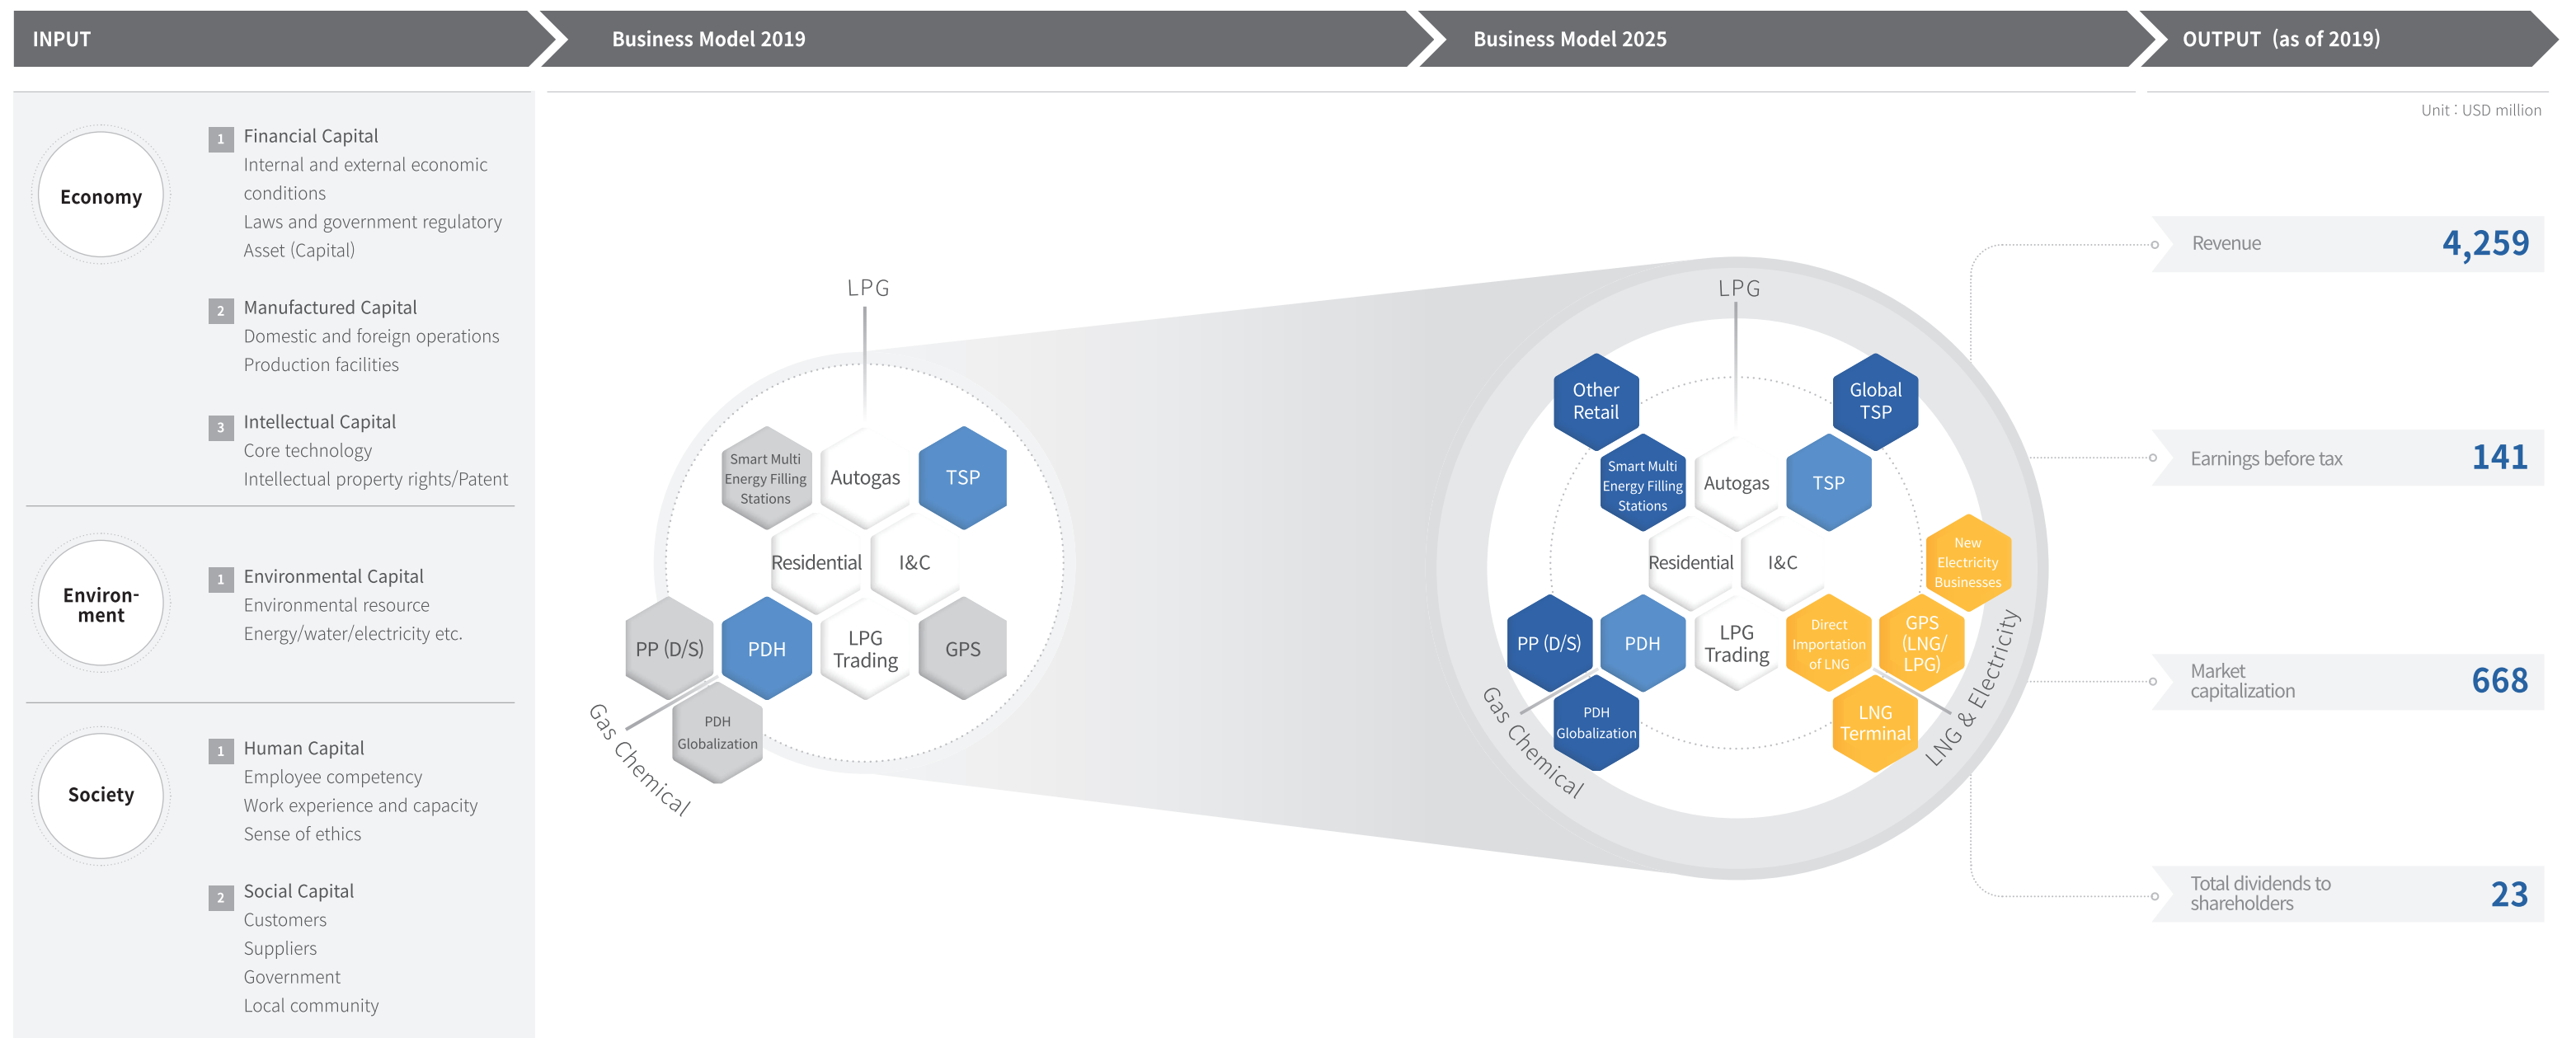 INPUT
Business Model 2019
Business Model 2025
OUTPUT (as of 2019)
Unit : USD million
Economy
1 Financial Capital
Internal and external economic
conditions
Laws and government regulatory
Asset (Capital)
2 Manufactured Capital
Domestic and foreign operations
Production facilities
3 Intellectual Capital
Core technology
Intellectual property rights/Patent
Environ-
ment
1 Environmental Capital
Environmental resource
Energy/water/electricity etc.
Society
1 Human Capital
Employee competency
Work experience and capacity
Sense of ethics
2 Social Capital
Customers
Suppliers
Government
Local community
LPG
Smart Multi
Energy Filling
Stations
Autogas
TSP
Residential
I&C
PP (D/S)
PDH
LPG
Trading
GPS
PDH
Globalization
Gas Chemical
LPG
Other
Retail
Global
TSP
Smart Multi
Energy Filling
Stations
Autogas
TSP
Residential
I&C
New
Electricity
Businesses
PP (D/S)
PDH
LPG
Trading
Direct
Importation
of LNG
GPS
(LNG/
LPG)
PDH
Globalization
LNG
Terminal
Gas Chemical
LNG & Electricity
Revenue
4,259
Earnings before tax
141
Market
capitalization
668
Total dividends to
shareholders
23